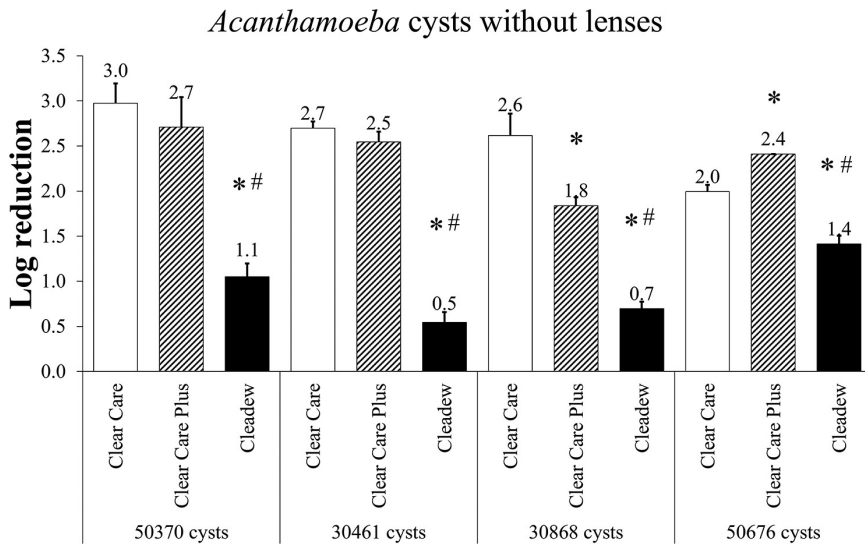 Acanthamoeba cysts without lenses
Log reduction
3.5
3.0
2.5
2.0
1.5
1.0
0.5
0.0
3.0
2.7
* #
1.1
2.7
2.5
* #
0.5
2.6
*
1.8
* #
0.7
2.0
*
2.4
* #
1.4
Clear Care
Clear Care Plus
Cleadew
Clear Care
Clear Care Plus
Cleadew
Clear Care
Clear Care Plus
Cleadew
Clear Care
Clear Care Plus
Cleadew
50370 cysts
30461 cysts
30868 cysts
50676 cysts